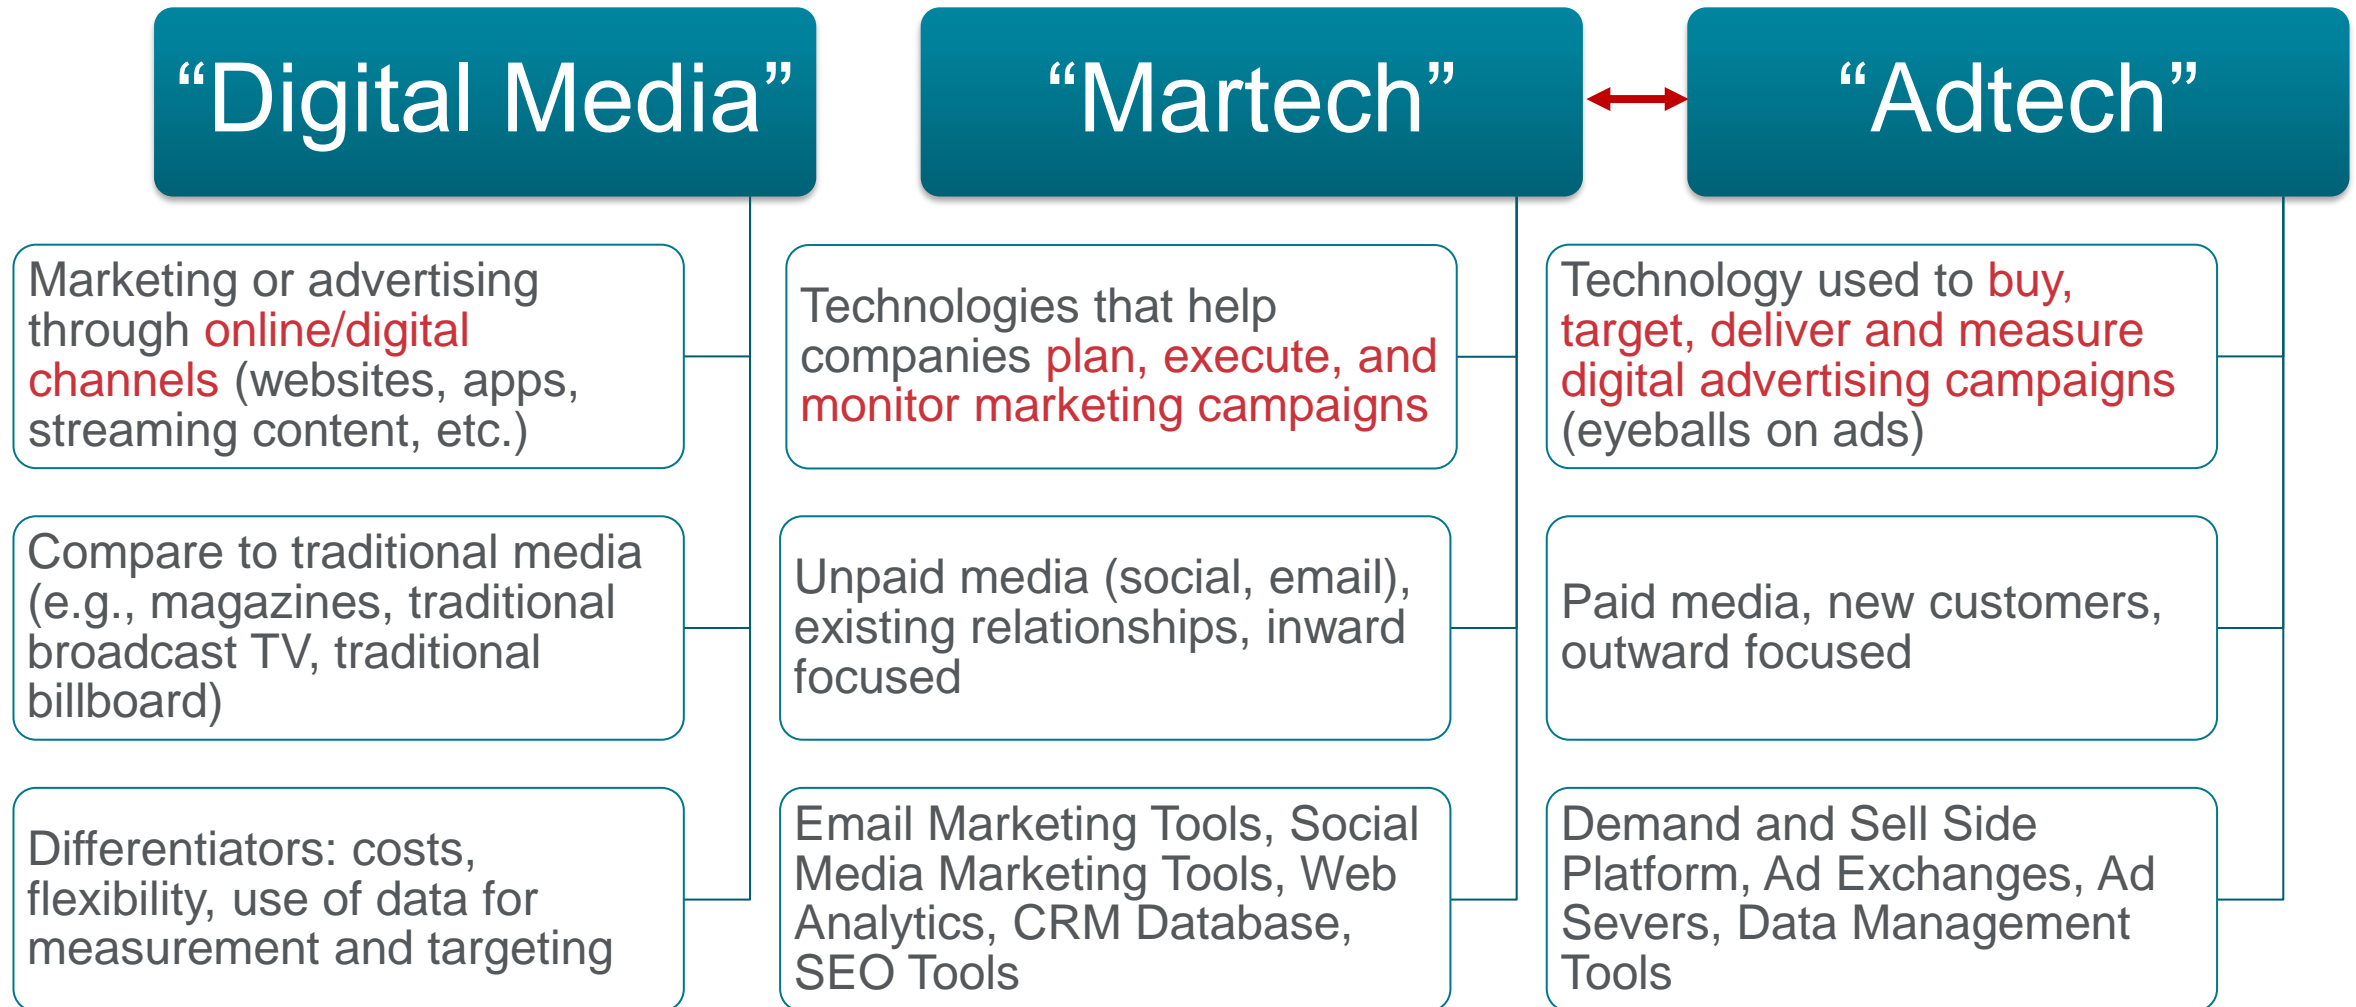 “Digital Media”
Marketing or advertising
through online/digital
channels (websites, apps,
streaming content, etc.)
Compare to traditional media
(e.g., magazines, traditional
broadcast TV, traditional
billboard)
Differentiators: costs,
flexibility, use of data for
measurement and targeting
“Martech”
Technologies that help
companies plan, execute, and
monitor marketing campaigns
Unpaid media (social, email),
existing relationships, inward
focused
Email Marketing Tools, Social
Media Marketing Tools, Web
Analytics, CRM Database,
SEO Tools
“Adtech”
Technology used to buy,
target, deliver and measure
digital advertising campaigns
(eyeballs on ads)
Paid media, new customers,
outward focused
Demand and Sell Side
Platform, Ad Exchanges, Ad
Severs, Data Management
Tools